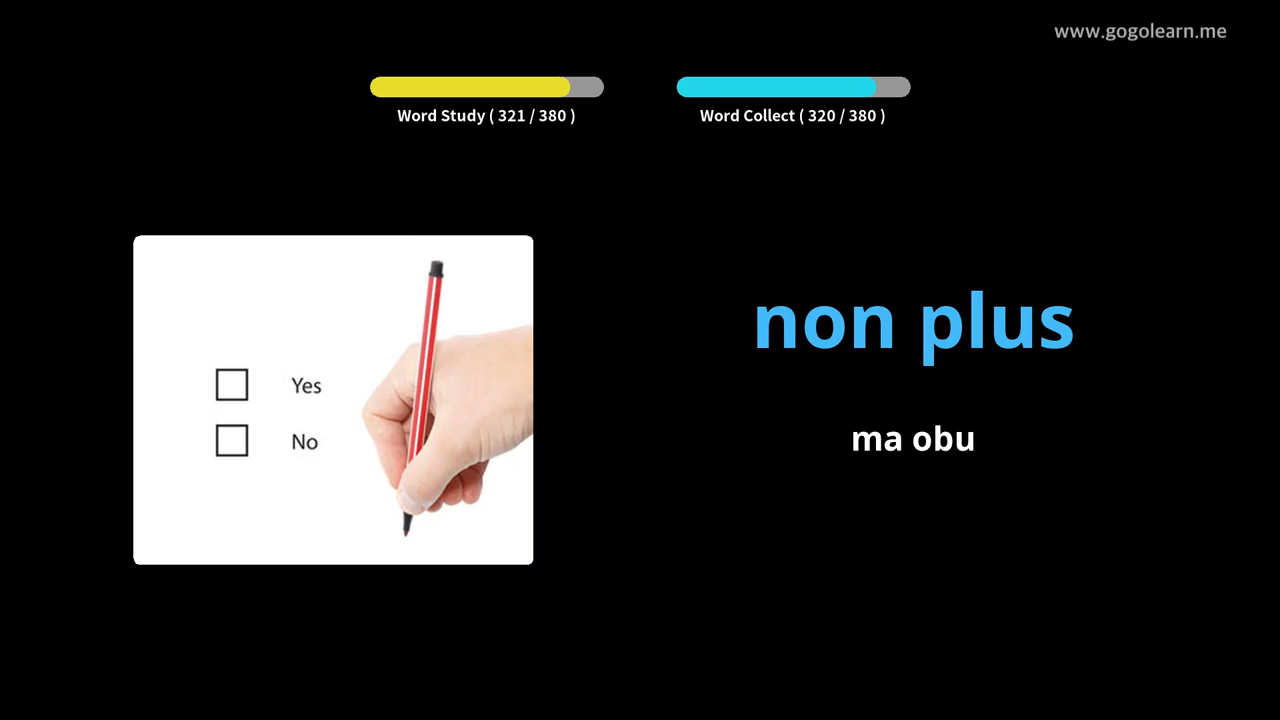 www.gogolearn.me
Word Study ( 321 / 380 )
Word Collect ( 320 / 380 )
Yes
No
non plus
ma obu